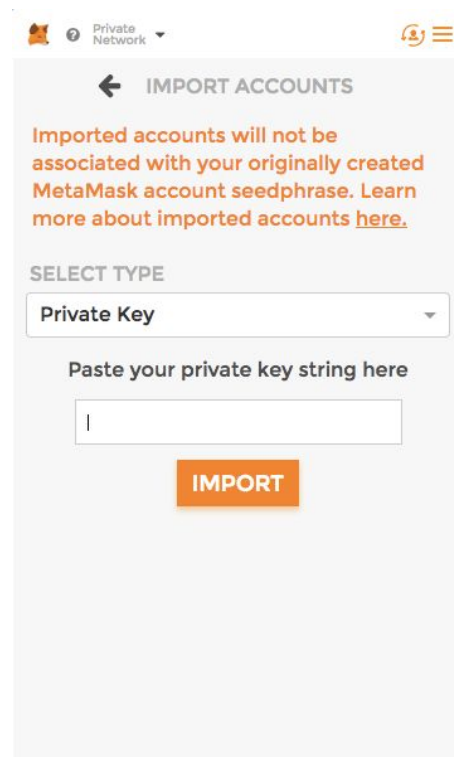 Private
Network
IMPORT ACCOUNTS
Imported accounts will not be
associated with your originally created
MetaMask account seedphrase. Learn
more about imported accounts here.
SELECT TYPE
Private Key
Paste your private key string here
IMPORT